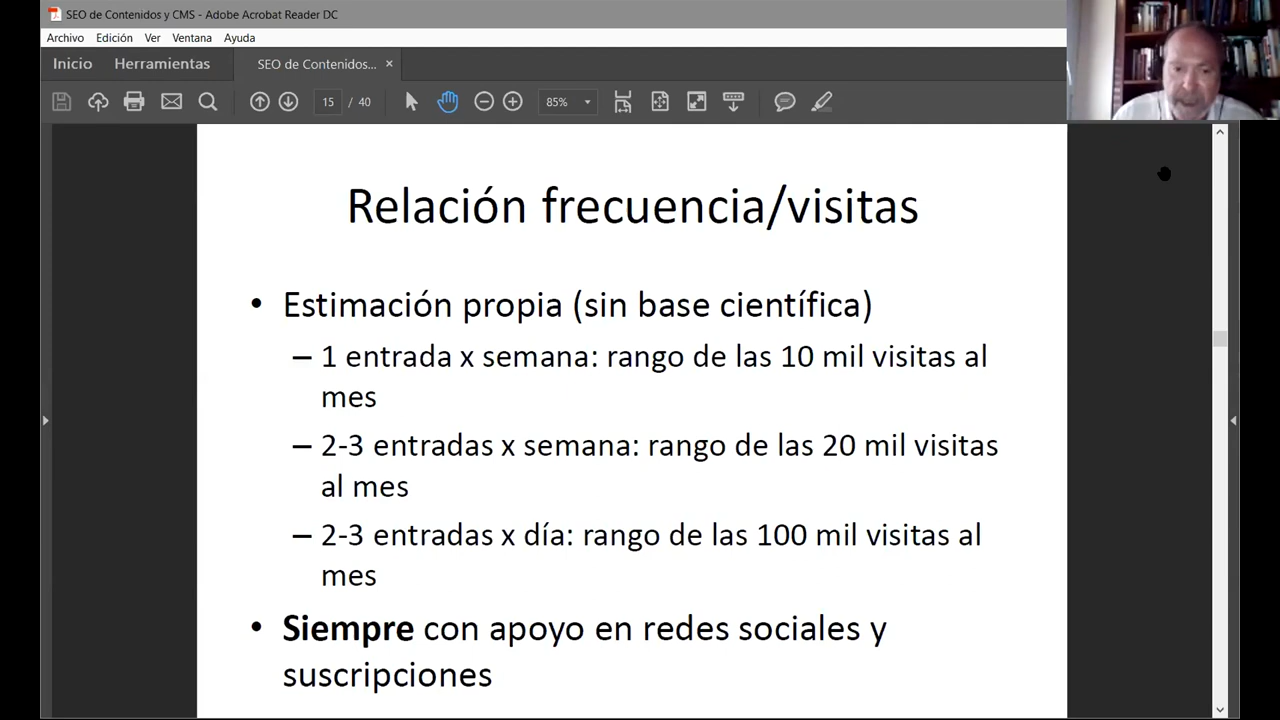 SEO de Contenidos y CMS - Adobe Acrobat Reader DC
Archivo Edición Ver Ventana Ayuda
Inicio Herramientas SEO de Contenidos... ×
15 / 40 85%
Relación frecuencia/visitas
• Estimación propia (sin base científica)
– 1 entrada x semana: rango de las 10 mil visitas al
mes
– 2-3 entradas x semana: rango de las 20 mil visitas
al mes
– 2-3 entradas x día: rango de las 100 mil visitas al
mes
• Siempre con apoyo en redes sociales y
suscripciones